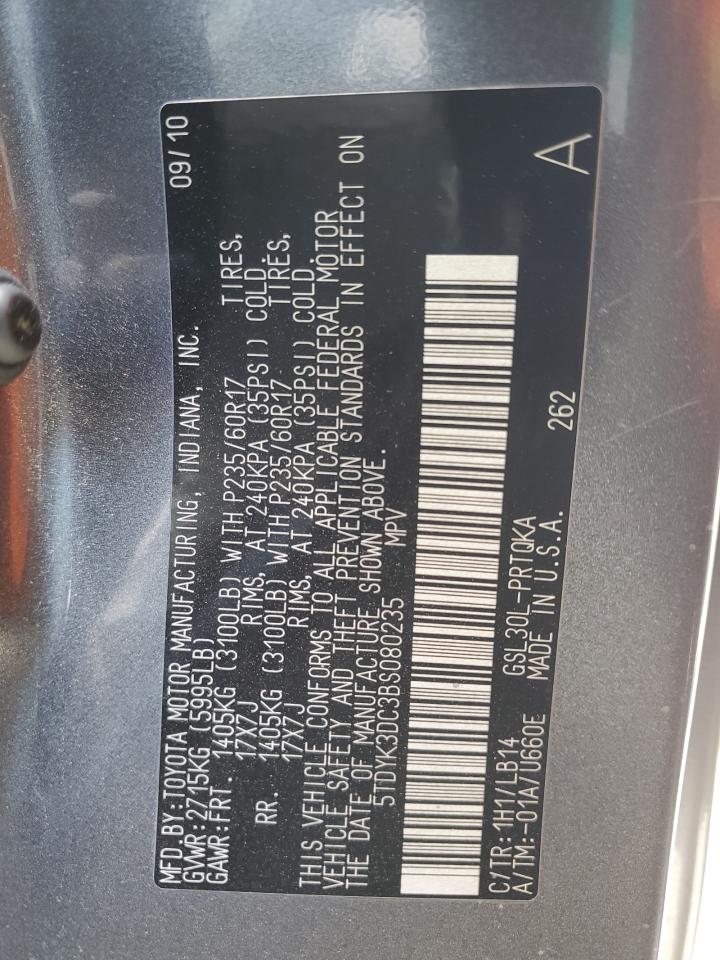 MFD.BY:TOYOTA MOTOR MANUFACTURING, INDIANA, INC. 09/10
GVWR:2715KG (5995LB)
GAWR:FRT. 1405KG (3100LB) WITH P235/60R17 TIRES,
17X7J RIMS, AT 240KPA (35PSI) COLD.
RR. 1405KG (3100LB) WITH P235/60R17 TIRES,
17X7J RIMS, AT 240KPA (35PSI) COLD.
THIS VEHICLE CONFORMS TO ALL APPLICABLE FEDERAL MOTOR
VEHICLE SAFETY AND THEFT PREVENTION STANDARDS IN EFFECT ON
THE DATE OF MANUFACTURE SHOWN ABOVE.
5TDYK3DC3BS080235 MPV
C/TR:1H1/LB14 GSL30L-PRTQKA
A/TM:-01A/U660E MADE IN U.S.A. 262
A